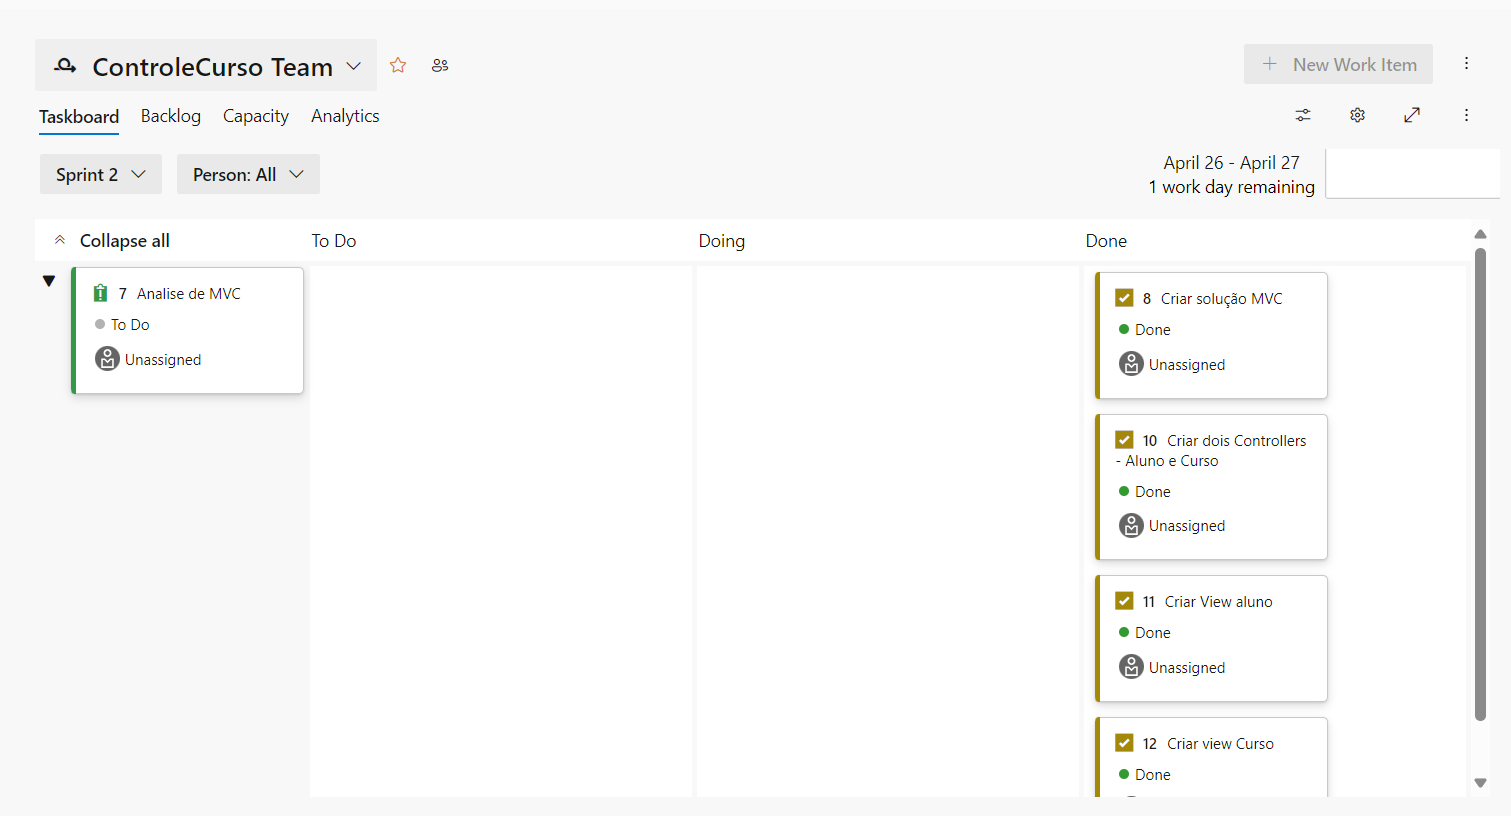 ControleCurso Team
New Work Item
Taskboard
Backlog
Capacity
Analytics
Sprint 2
Person: All
April 26 - April 27
1 work day remaining
Collapse all
To Do
Doing
Done
7 Analise de MVC
To Do
Unassigned
8 Criar solução MVC
Done
Unassigned
10 Criar dois Controllers
- Aluno e Curso
Done
Unassigned
11 Criar View aluno
Done
Unassigned
12 Criar view Curso
Done